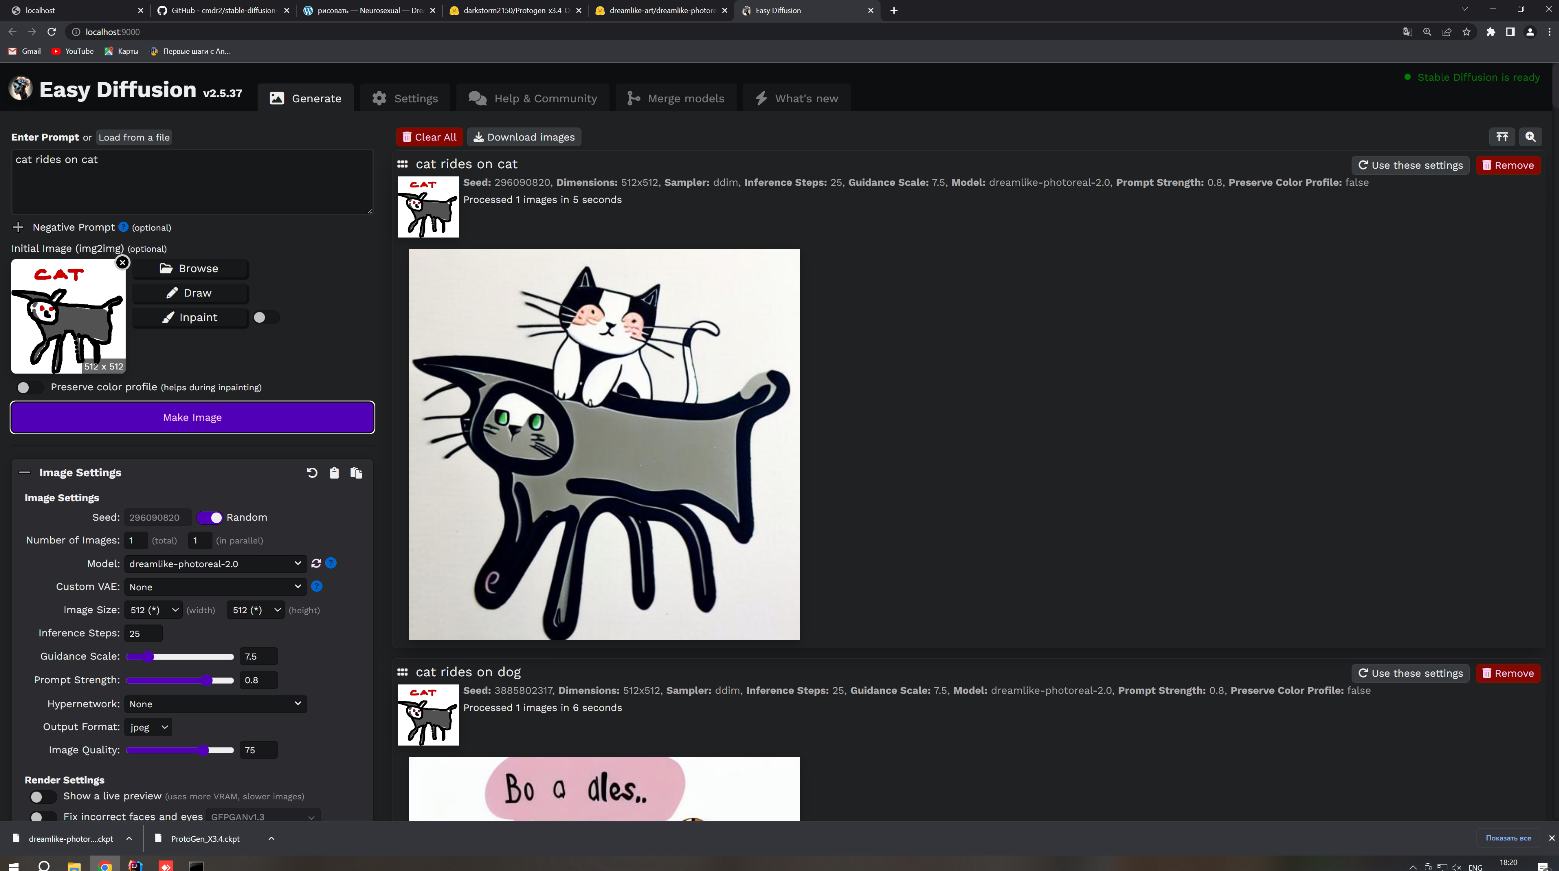 localhost
GitHub - cmdr2/stable-diffusion
рисовать — Neurosexual — Dre
darkstorm2150/Protogen_x3.4_O
dreamlike-art/dreamlike-photore
Easy Diffusion
localhost:9000
Gmail
YouTube
Карты
Первые шаги с An...
Easy Diffusion v2.5.37
Generate
Settings
Help & Community
Merge models
What's new
Stable Diffusion is ready
Enter Prompt or Load from a file
cat rides on cat
Negative Prompt ? (optional)
Initial Image (img2img) (optional)
CAT
512 x 512
Browse
Draw
Inpaint
Preserve color profile (helps during inpainting)
Make Image
Image Settings
Image Settings
Seed: 296090820 Random
Number of Images: 1 (total) 1 (in parallel)
Model: dreamlike-photoreal-2.0 ?
Custom VAE: None ?
Image Size: 512 (*) (width) 512 (*) (height)
Inference Steps: 25
Guidance Scale: 7.5
Prompt Strength: 0.8
Hypernetwork: None
Output Format: jpeg
Image Quality: 75
Render Settings
Show a live preview (uses more VRAM, slower images)
Fix incorrect faces and eyes GFPGANv1.3
Clear All
Download images
cat rides on cat
Use these settings
Remove
CAT
Seed: 296090820, Dimensions: 512x512, Sampler: ddim, Inference Steps: 25, Guidance Scale: 7.5, Model: dreamlike-photoreal-2.0, Prompt Strength: 0.8, Preserve Color Profile: false
Processed 1 images in 5 seconds
cat rides on dog
Use these settings
Remove
CAT
Seed: 3885802317, Dimensions: 512x512, Sampler: ddim, Inference Steps: 25, Guidance Scale: 7.5, Model: dreamlike-photoreal-2.0, Prompt Strength: 0.8, Preserve Color Profile: false
Processed 1 images in 6 seconds
Bo a dles..
dreamlike-photor....ckpt
ProtoGen_X3.4.ckpt
Показать все
ENG
18:20